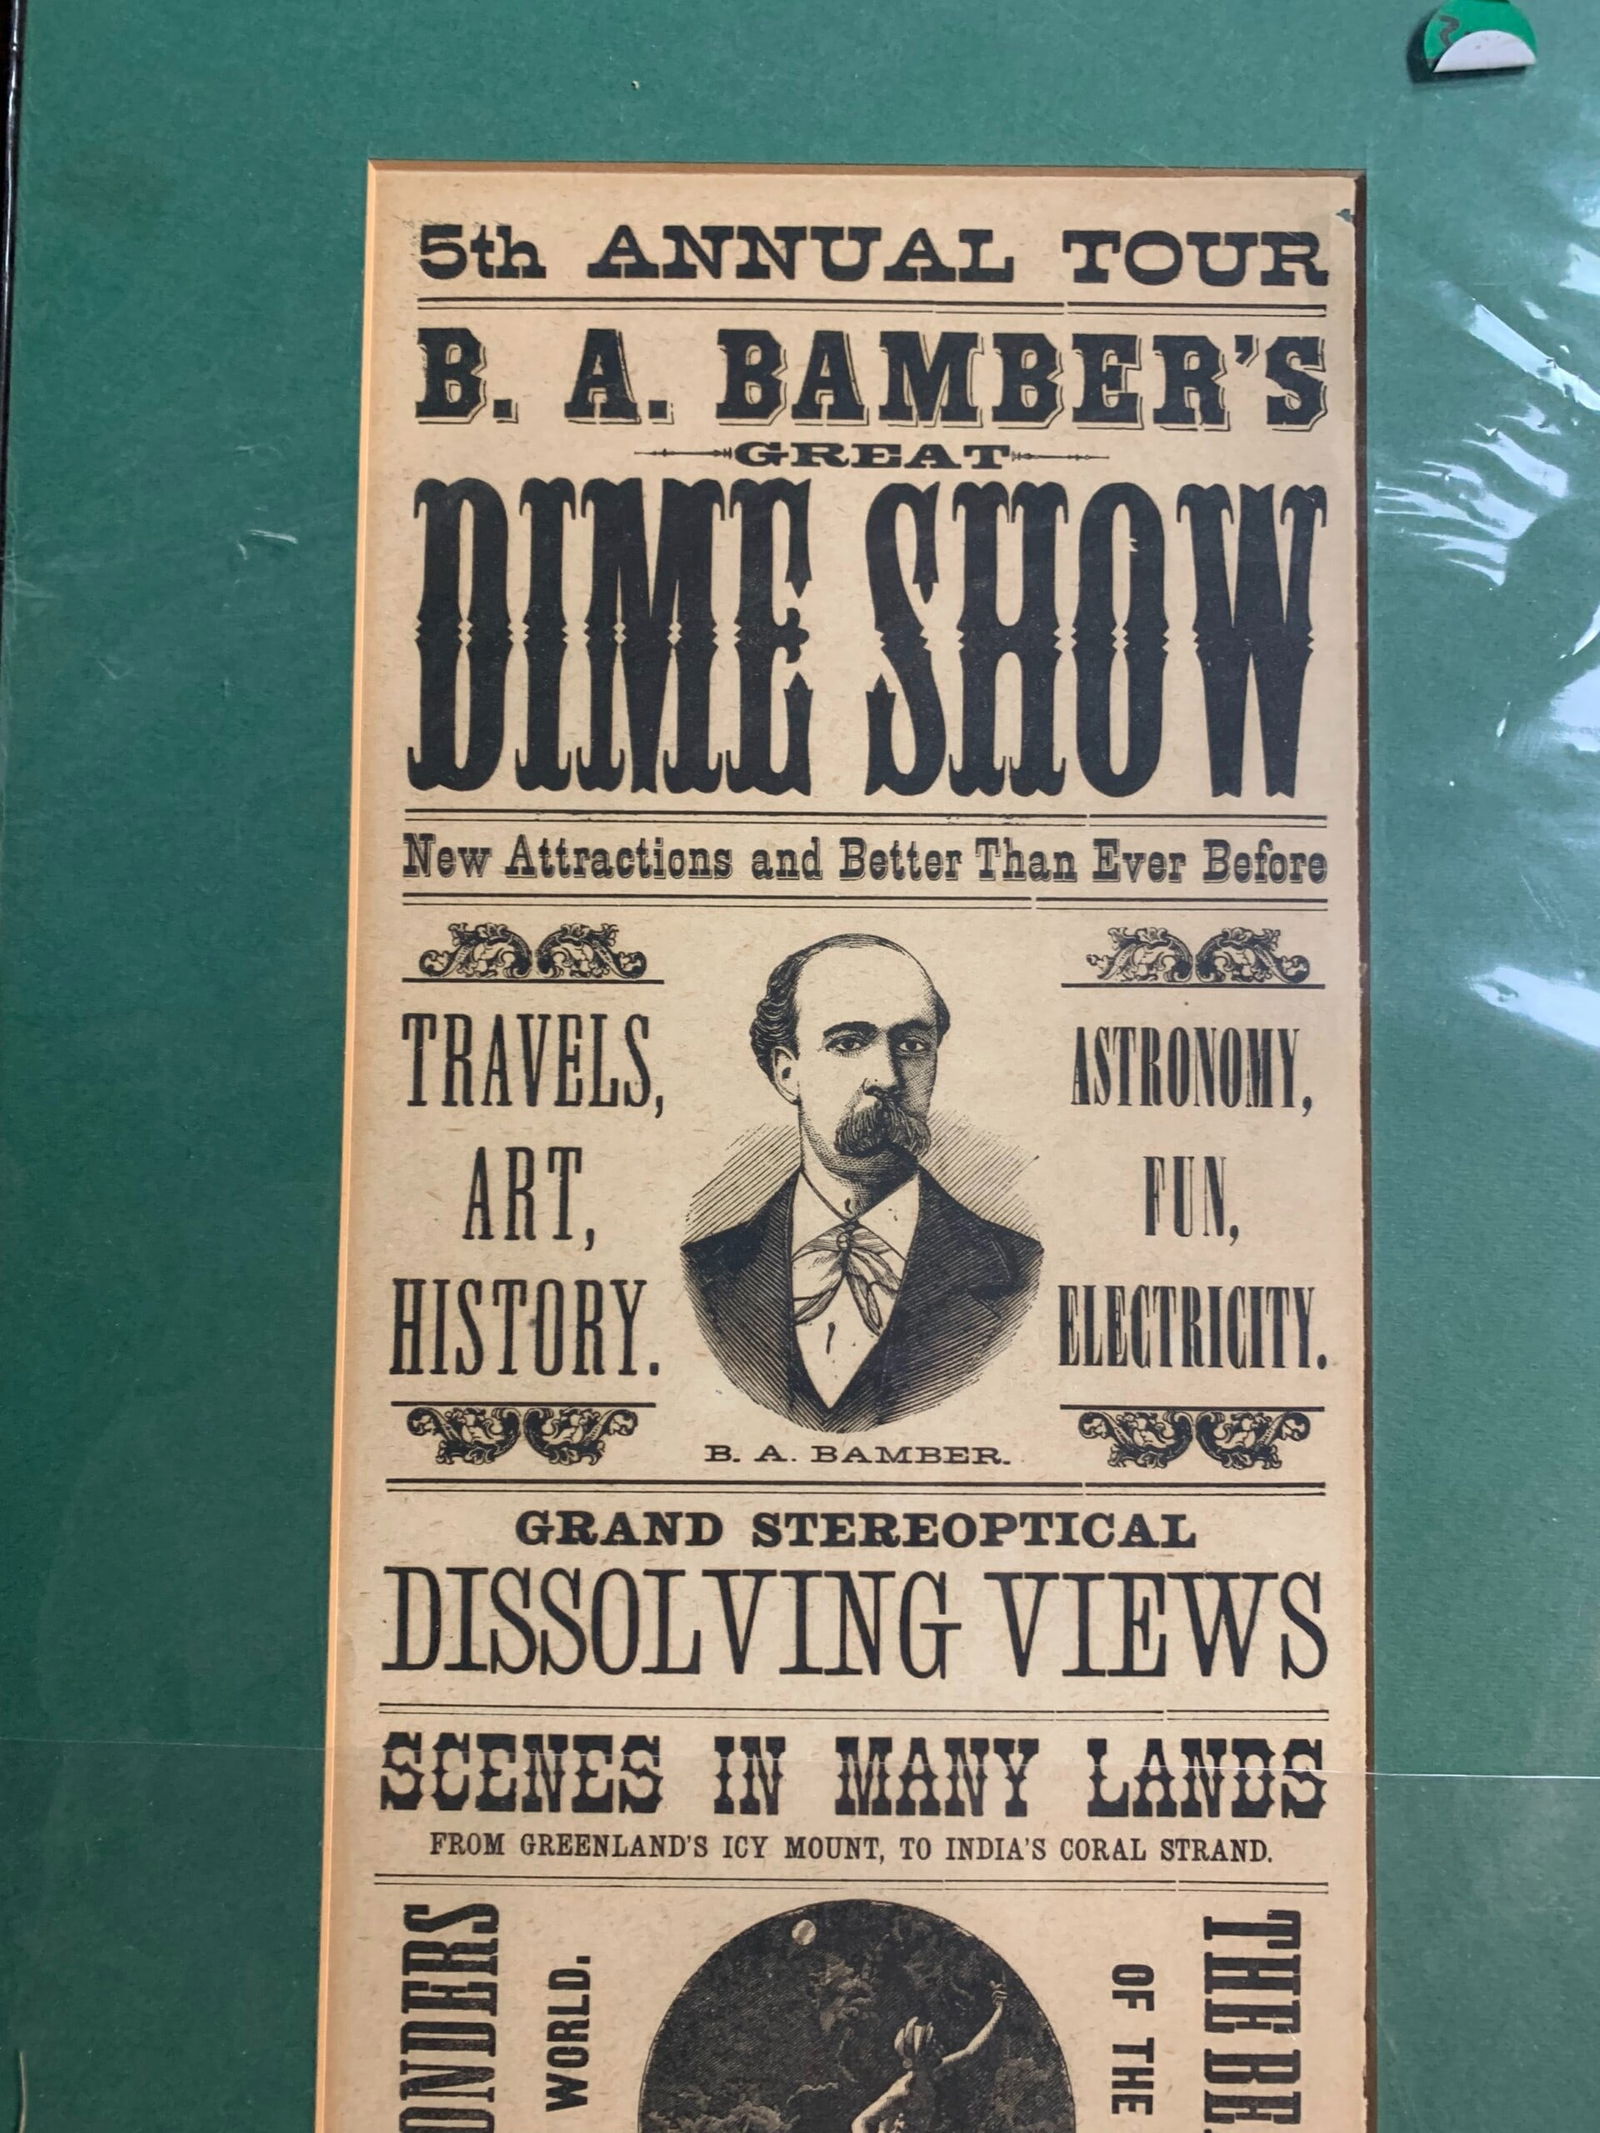 5th ANNUAL TOUR
B. A. BAMBER'S
GREAT
DIME SHOW
New Attractions and Better Than Ever Before
TRAVELS,
ART,
HISTORY.
ASTRONOMY,
FUN,
ELECTRICITY.
B. A. BAMBER.
GRAND STEREOPTICAL
DISSOLVING VIEWS
SCENES IN MANY LANDS
FROM GREENLAND'S ICY MOUNT, TO INDIA'S CORAL STRAND.
WORLD.
OF THE
THE